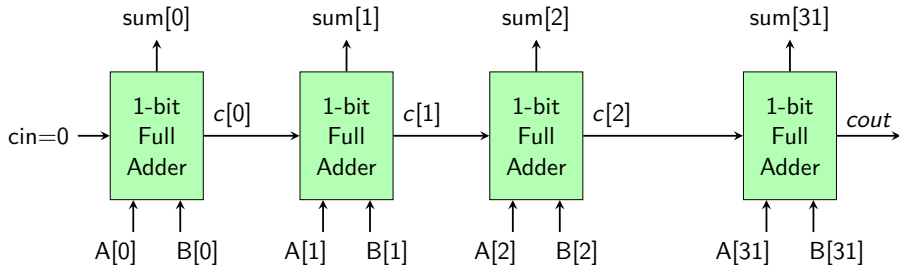 sum[0] sum[1] sum[2] sum[31]
cin=0
1-bit
Full
Adder
c[0]
1-bit
Full
Adder
c[1]
1-bit
Full
Adder
c[2]
1-bit
Full
Adder
cout
A[0] B[0] A[1] B[1] A[2] B[2] A[31] B[31]